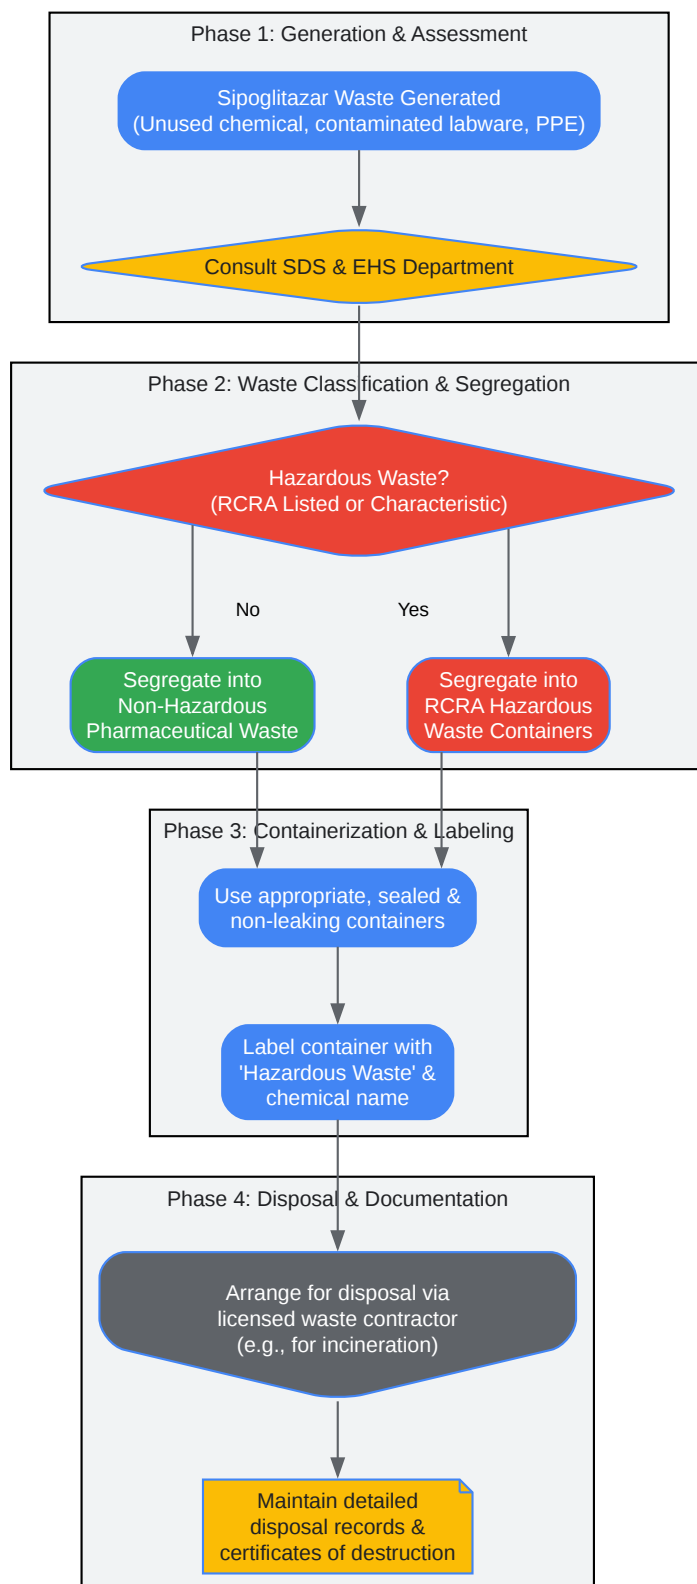 Phase 1: Generation & Assessment
Sipoglitazar Waste Generated
(Unused chemical, contaminated labware, PPE)
Consult SDS & EHS Department
Phase 2: Waste Classification & Segregation
Hazardous Waste?
(RCRA Listed or Characteristic)
No
Yes
Segregate into
Non-Hazardous
Pharmaceutical Waste
Segregate into
RCRA Hazardous
Waste Containers
Phase 3: Containerization & Labeling
Use appropriate, sealed &
non-leaking containers
Label container with
'Hazardous Waste' &
chemical name
Phase 4: Disposal & Documentation
Arrange for disposal via
licensed waste contractor
(e.g., for incineration)
Maintain detailed
disposal records &
certificates of destruction